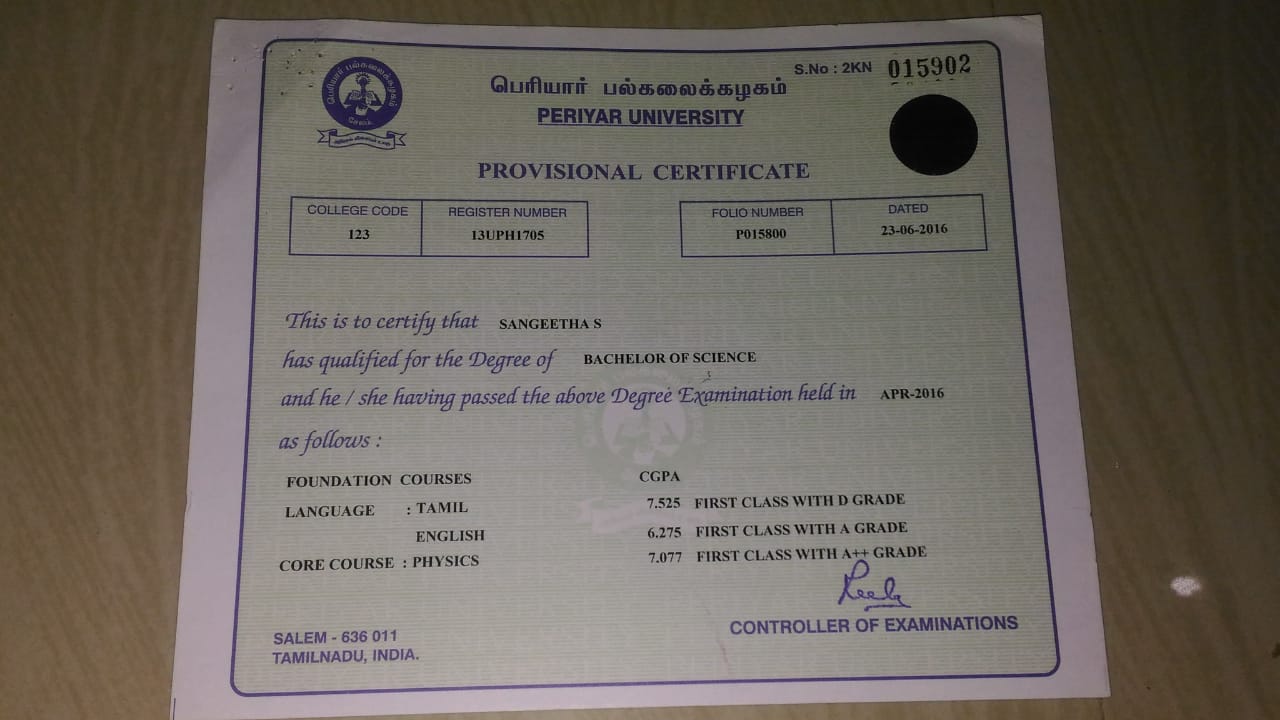 பெரியார் பல்கலைக்கழகம்
சேலம்
S.No : 2KN 015902
பெரியார் பல்கலைக்கழகம்
PERIYAR UNIVERSITY
PROVISIONAL CERTIFICATE
COLLEGE CODE REGISTER NUMBER FOLIO NUMBER DATED
123 13UPH1705 P015800 23-06-2016
This is to certify that SANGEETHA S
has qualified for the Degree of BACHELOR OF SCIENCE
and he / she having passed the above Degree Examination held in APR-2016
as follows :
FOUNDATION COURSES CGPA
LANGUAGE : TAMIL 7.525 FIRST CLASS WITH D GRADE
ENGLISH 6.275 FIRST CLASS WITH A GRADE
CORE COURSE : PHYSICS 7.077 FIRST CLASS WITH A++ GRADE
SALEM - 636 011
TAMILNADU, INDIA.
CONTROLLER OF EXAMINATIONS